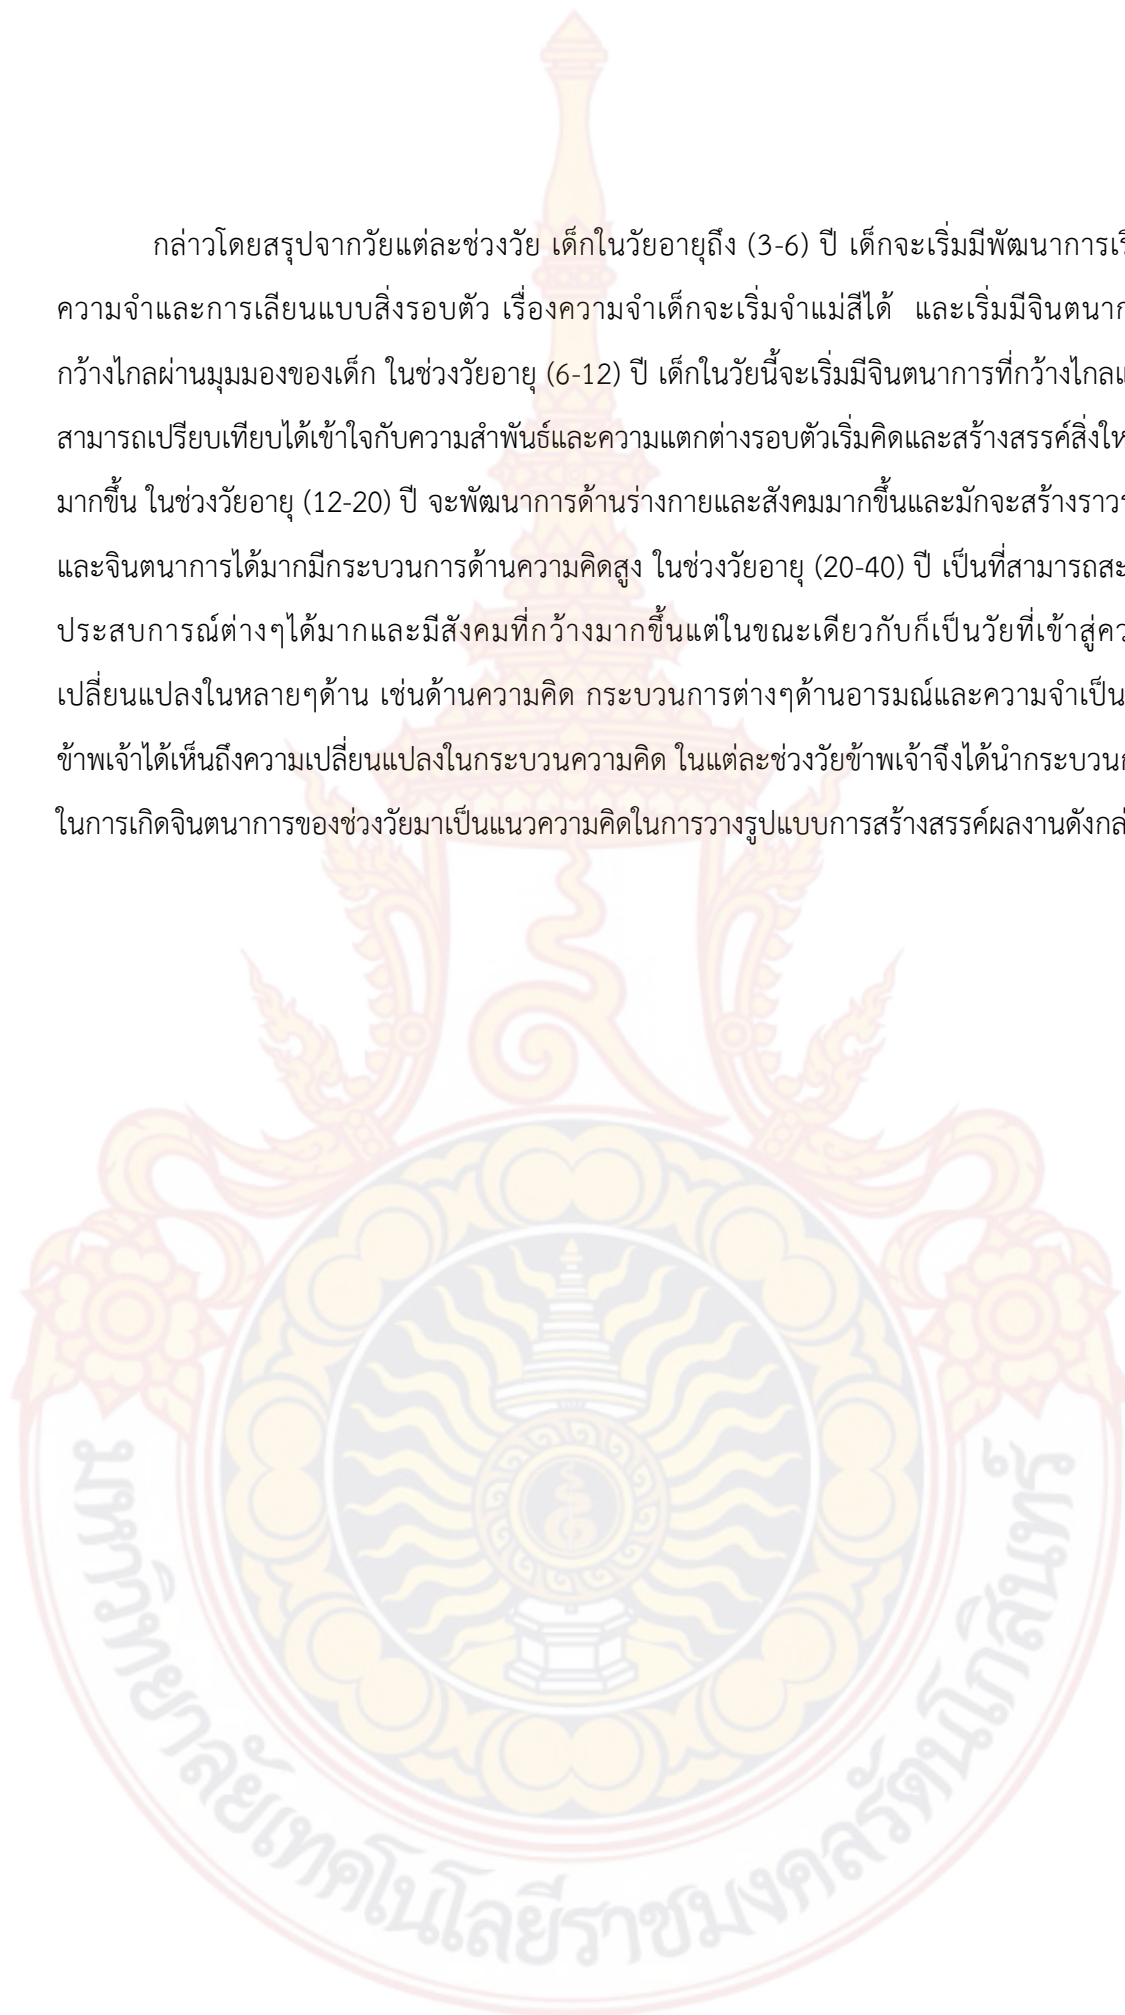 กล่าวโดยสรุปจากวัยแต่ละช่วงวัย เด็กในวัยอายุถึง (3-6) ปี เด็กจะเริ่มมีพัฒนาการ
ความจำและการเลียนแบบสิ่งรอบตัว เรื่องความจำเด็กจะเริ่มจำแม่สีได้ และเริ่มมี
กว้างไกลผ่านมุมมองของเด็ก ในช่วงวัยอายุ (6-12) ปี เด็กในวัยนี้จะเริ่มมีจินตนาการที่กว้างไกล
สามารถเปรียบเทียบได้เข้าใจกับความสำพันธ์และความแตกต่างรอบตัวเริ่มคิดและสร้างสรรค์สิ่ง
มากขึ้น ในช่วงวัยอายุ (12-20) ปี จะพัฒนาการด้านร่างกายและสังคมมากขึ้นและมักจะสร้าง
และจินตนาการได้มากมีกระบวนการด้านความคิดสูง ในช่วงวัยอายุ (20-40) ปี เป็นที่สามารถ
ประสบการณ์ต่างๆได้มากและมีสังคมที่กว้างมากขึ้นแต่ในขณะเดียวกับก็เป็นวัยที่เข้าสู่
เปลี่ยนแปลงในหลายๆด้าน เช่นด้านความคิด กระบวนการต่างๆด้านอารมณ์และความจำเป็น
ข้าพเจ้าได้เห็นถึงความเปลี่ยนแปลงในกระบวนความคิด ในแต่ละช่วงวัยข้าพเจ้าจึงได้นำ
ในการเกิดจินตนาการของช่วงวัยมาเป็นแนวความคิดในการวางรูปแบบการสร้างสรรค์ผลงาน
มหาวิทยาลัยเทคโนโลยีราชมงคลรัตนโกสินทร์